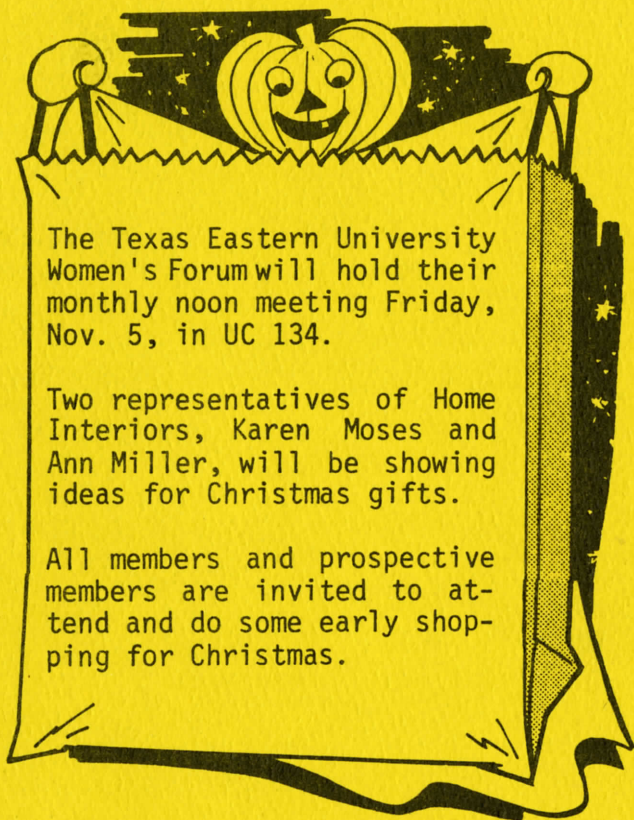 The Texas Eastern University
Women's Forum will hold their
monthly noon meeting Friday,
Nov. 5, in UC 134.
Two representatives of Home
Interiors, Karen Moses and
Ann Miller, will be showing
ideas for Christmas gifts.
All members and prospective
members are invited to at-
tend and do some early shop-
ping for Christmas.